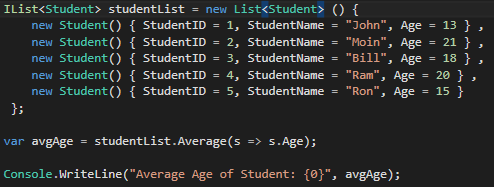 IList<Student> studentList = new List<Student> () {
    new Student() { StudentID = 1, StudentName = "John", Age = 13 } ,
    new Student() { StudentID = 2, StudentName = "Moin", Age = 21 } ,
    new Student() { StudentID = 3, StudentName = "Bill", Age = 18 } ,
    new Student() { StudentID = 4, StudentName = "Ram", Age = 20 } ,
    new Student() { StudentID = 5, StudentName = "Ron", Age = 15 }
 };
var avgAge = studentList.Average(s => s.Age);
Console.WriteLine("Average Age of Student: {0}", avgAge);